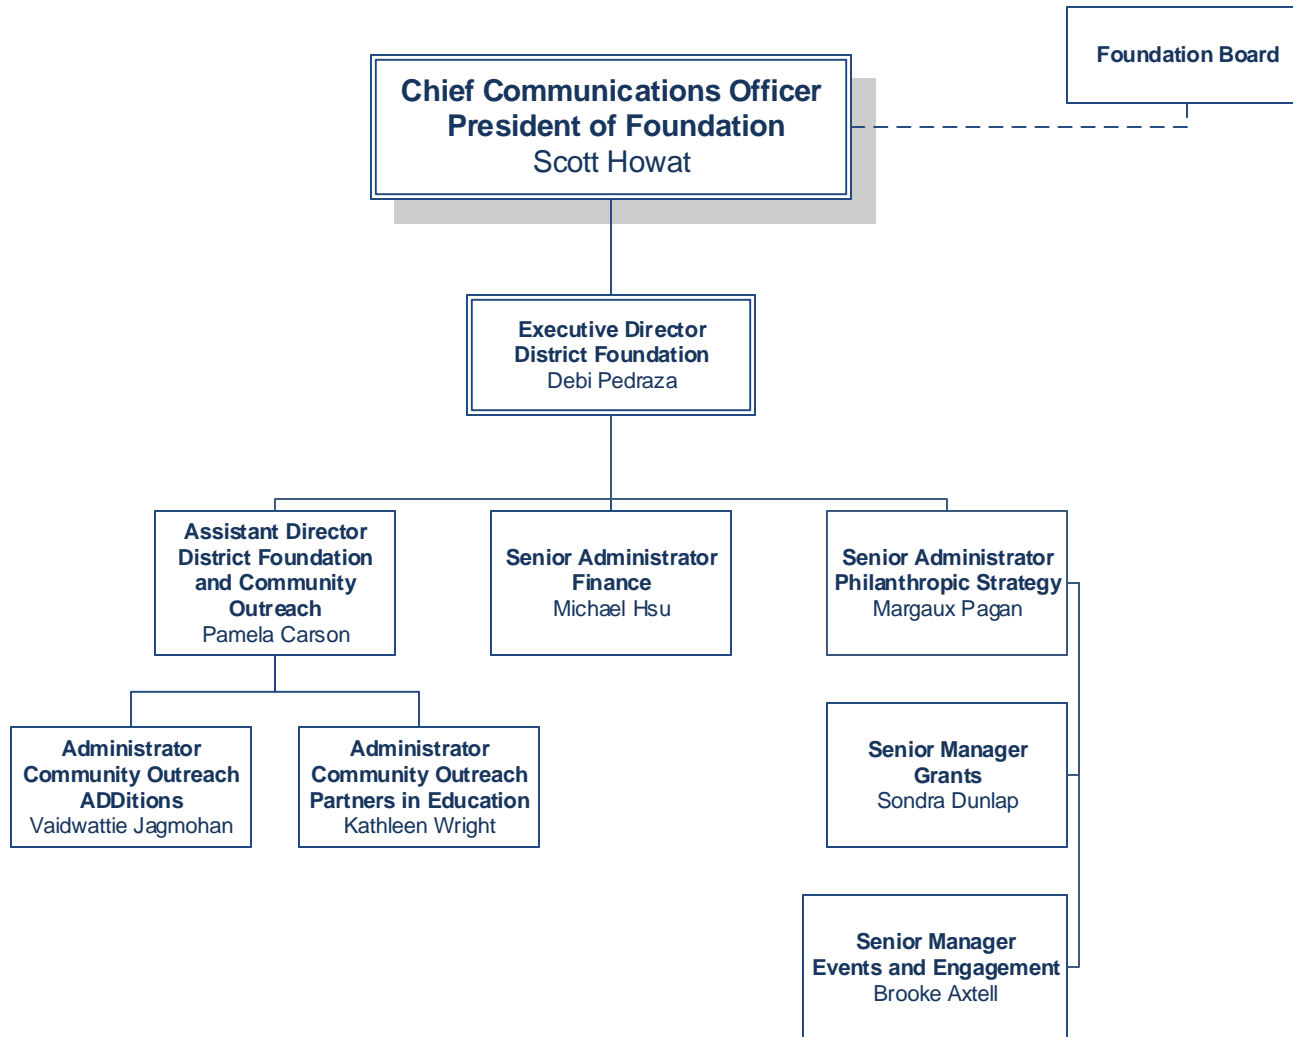 Foundation Board
Chief Communications Officer
President of Foundation
Scott Howat
Executive Director
District Foundation
Debi Pedraza
Assistant Director
District Foundation
and Community
Outreach
Pamela Carson
Senior Administrator
Finance
Michael Hsu
Senior Administrator
Philanthropic Strategy
Margaux Pagan
Administrator
Community Outreach
ADDitions
Vaidwattie Jagmohan
Administrator
Community Outreach
Partners in Education
Kathleen Wright
Senior Manager
Grants
Sondra Dunlap
Senior Manager
Events and Engagement
Brooke Axtell